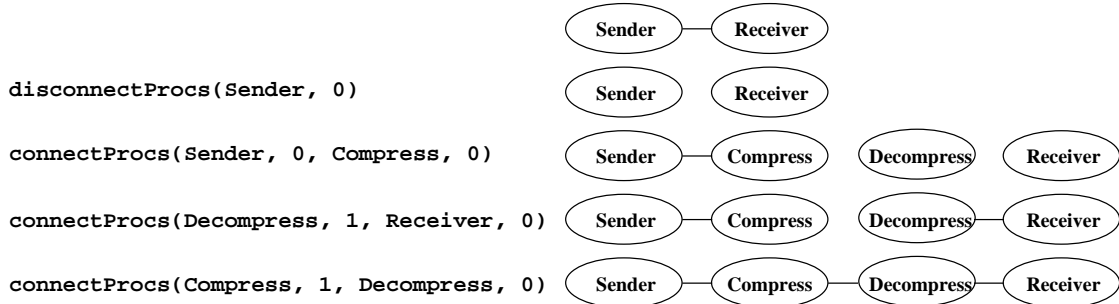 Sender Receiver
disconnectProcs(Sender, 0) Sender Receiver
connectProcs(Sender, 0, Compress, 0) Sender Compress Decompress Receiver
connectProcs(Decompress, 1, Receiver, 0) Sender Compress Decompress Receiver
connectProcs(Compress, 1, Decompress, 0) Sender Compress Decompress Receiver